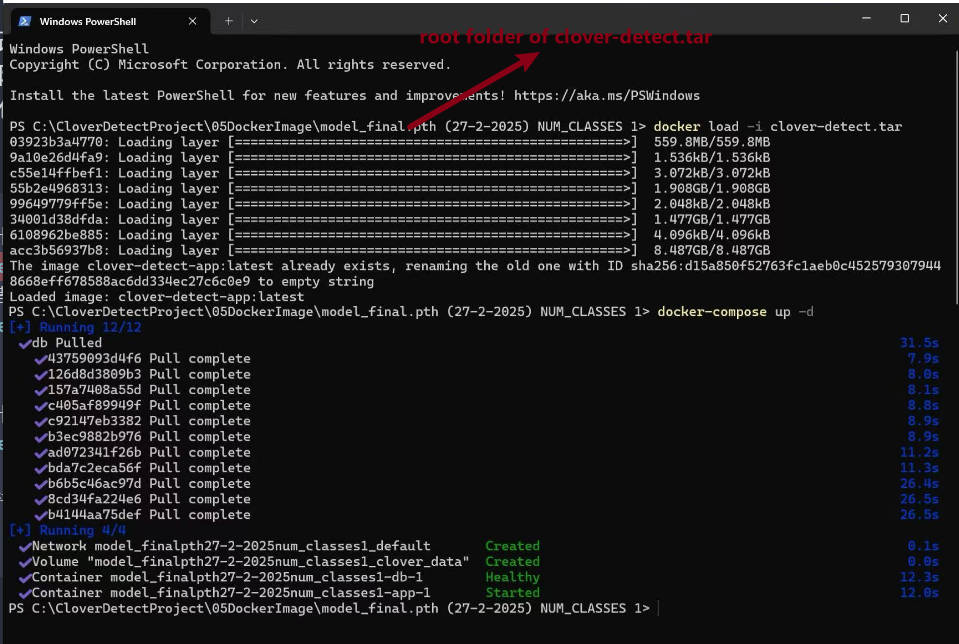 Windows PowerShell
root folder of clover-detect.tar
Windows PowerShell
Copyright (C) Microsoft Corporation. All rights reserved.
Install the latest PowerShell for new features and improvements! https://aka.ms/PSWindows
PS C:\CloverDetectProject\05DockerImage\model_final.pth (27-2-2025) NUM_CLASSES 1> docker load -i clover-detect.tar
03923b3a4770: Loading layer [==================================================>]  559.8MB/559.8MB
9a10e26d4fa9: Loading layer [==================================================>]  1.536kB/1.536kB
c55e14ffbef1: Loading layer [==================================================>]  3.072kB/3.072kB
55b2e4968313: Loading layer [==================================================>]  1.908GB/1.908GB
99649779ff5e: Loading layer [==================================================>]  2.048kB/2.048kB
34001d38dfda: Loading layer [==================================================>]  1.477GB/1.477GB
6108962be885: Loading layer [==================================================>]  4.096kB/4.096kB
acc3b56937b8: Loading layer [==================================================>]  8.487GB/8.487GB
The image clover-detect-app:latest already exists, renaming the old one with ID sha256:d15a850f52763fc1aeb0c452579307944
8668eff678588ac6dd334ec27c6c0e9 to empty string
Loaded image: clover-detect-app:latest
PS C:\CloverDetectProject\05DockerImage\model_final.pth (27-2-2025) NUM_CLASSES 1> docker-compose up -d
[+] Running 12/12
✔db Pulled 31.5s
✔43759093d4f6 Pull complete 7.9s
✔126d8d3809b3 Pull complete 8.0s
✔157a7408a55d Pull complete 8.1s
✔c405af89949f Pull complete 8.8s
✔c92147eb3382 Pull complete 8.9s
✔b3ec9882b976 Pull complete 8.9s
✔ad072341f26b Pull complete 11.2s
✔bda7c2eca56f Pull complete 11.3s
✔b6b5c46ac97d Pull complete 26.4s
✔8cd34fa224e6 Pull complete 26.5s
✔b4144aa75def Pull complete 26.5s
[+] Running 4/4
✔Network model_finalpth27-2-2025num_classes1_default Created 0.1s
✔Volume "model_finalpth27-2-2025num_classes1_clover_data" Created 0.0s
✔Container model_finalpth27-2-2025num_classes1-db-1 Healthy 12.3s
✔Container model_finalpth27-2-2025num_classes1-app-1 Started 12.0s
PS C:\CloverDetectProject\05DockerImage\model_final.pth (27-2-2025) NUM_CLASSES 1>